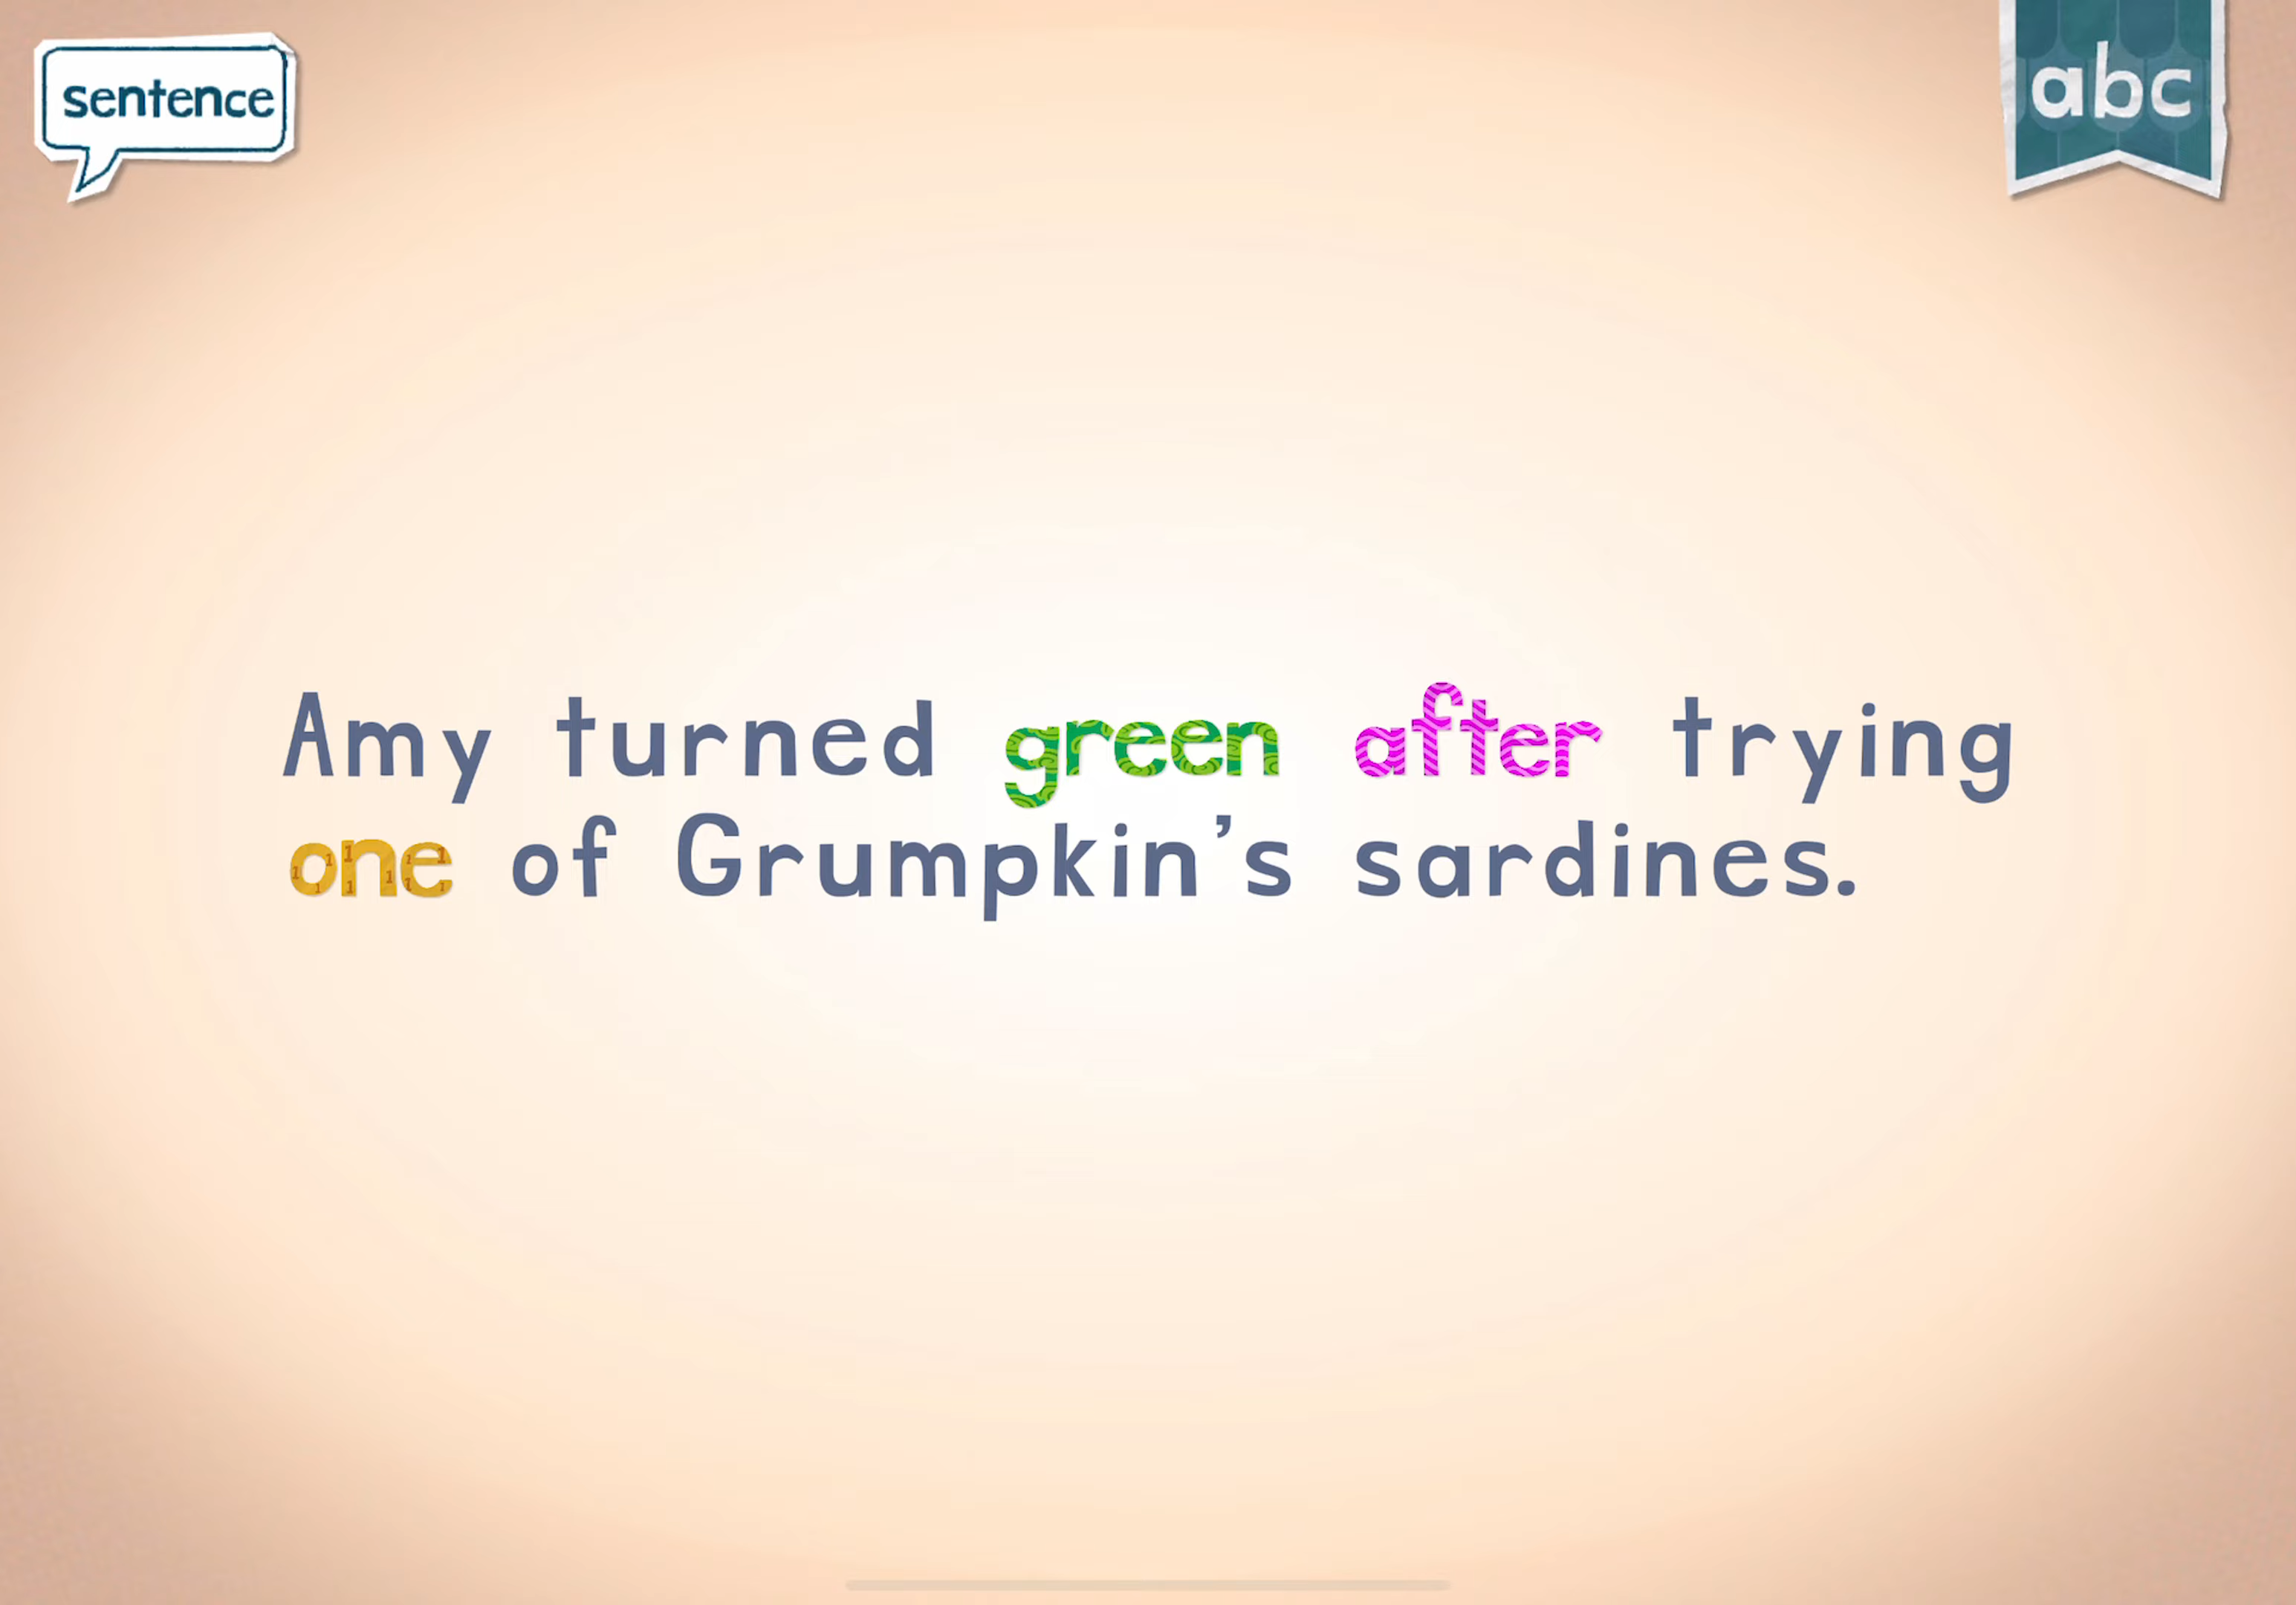 sentence
abc
Amy turned green after trying
one of Grumpkin’s sardines.